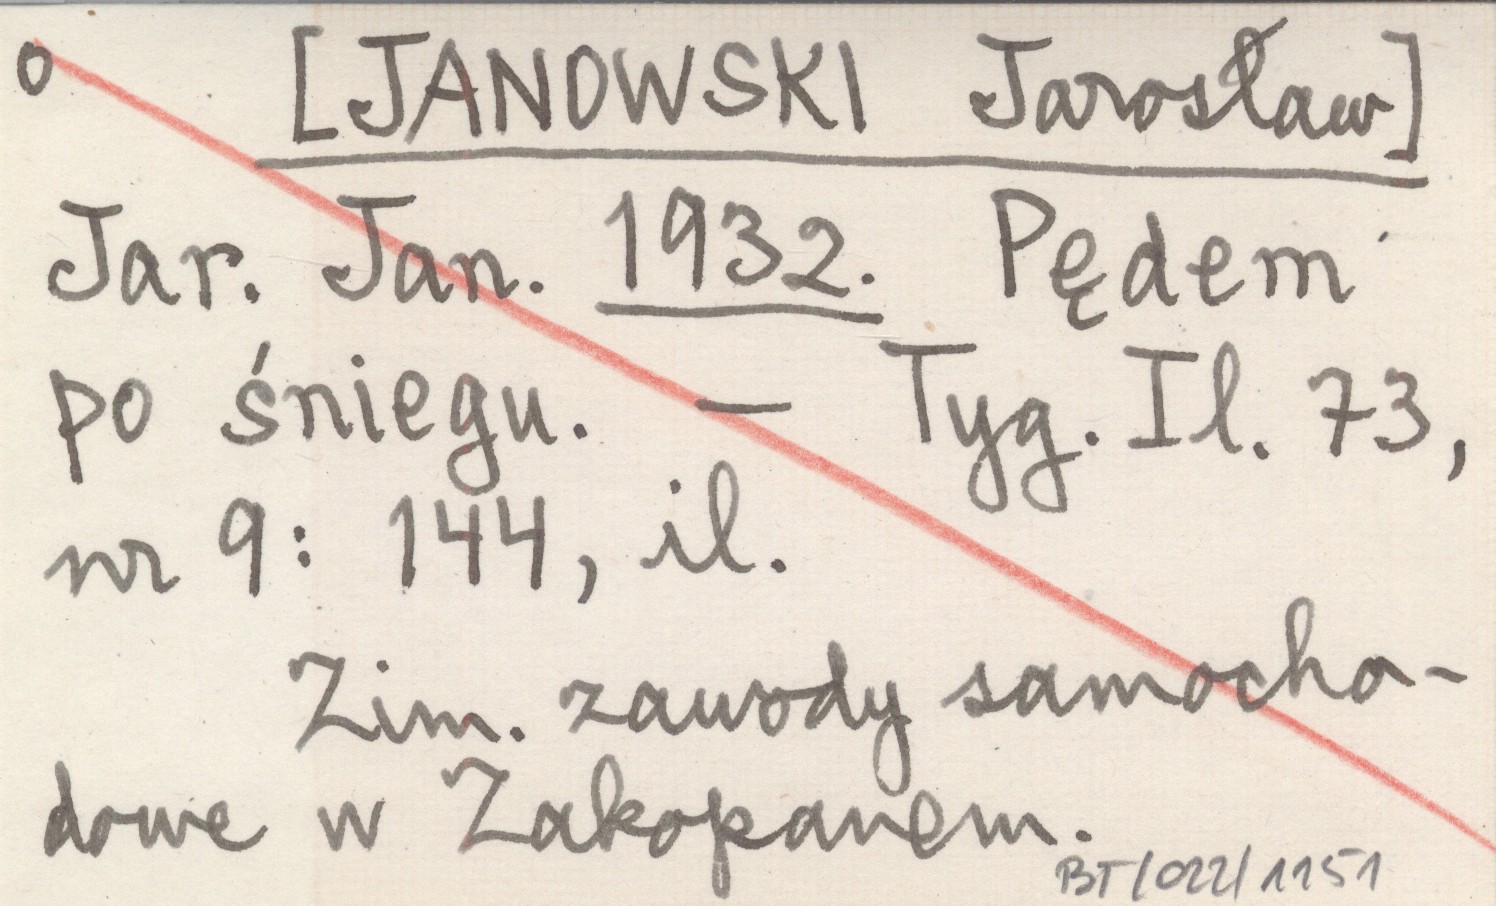 o [JANOWSKI Jarosław]
Jar. Jan. 1932. Pędem
po śniegu. — Tyg. Il. 73,
nr 9: 144, il.
Zim. zawody samocho-
dowe w Zakopanem.
BT/022/1151